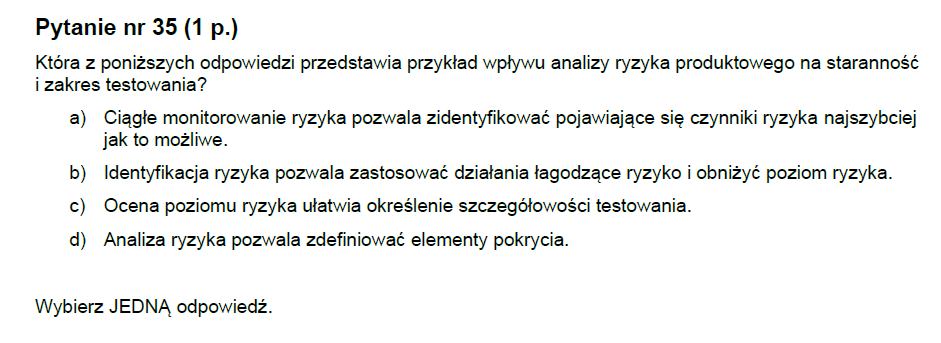 Pytanie nr 35 (1 p.)
Która z poniższych odpowiedzi przedstawia przykład wpływu analizy ryzyka produktowego na staranność
i zakres testowania?
a) Ciągłe monitorowanie ryzyka pozwala zidentyfikować pojawiające się czynniki ryzyka najszybciej
jak to możliwe.
b) Identyfikacja ryzyka pozwala zastosować działania łagodzące ryzyko i obniżyć poziom ryzyka.
c) Ocena poziomu ryzyka ułatwia określenie szczegółowości testowania.
d) Analiza ryzyka pozwala zdefiniować elementy pokrycia.
Wybierz JEDNĄ odpowiedź.